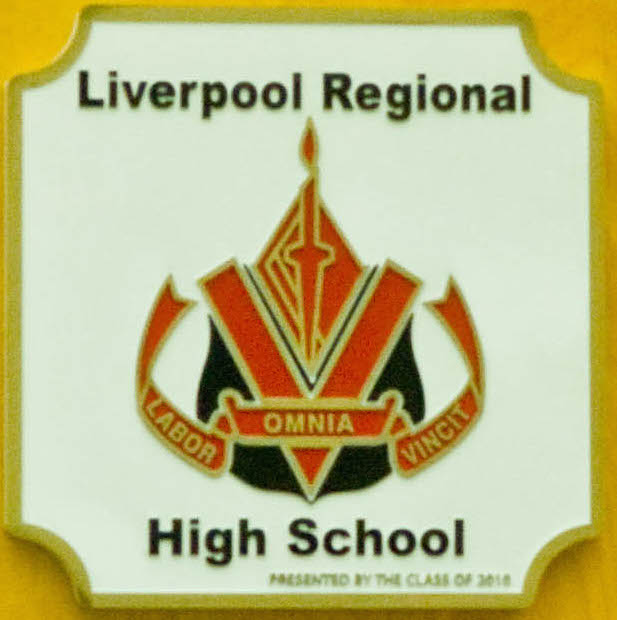 Liverpool Regional
LABOR OMNIA VINCIT
High School
PRESENTED BY THE CLASS OF 2010